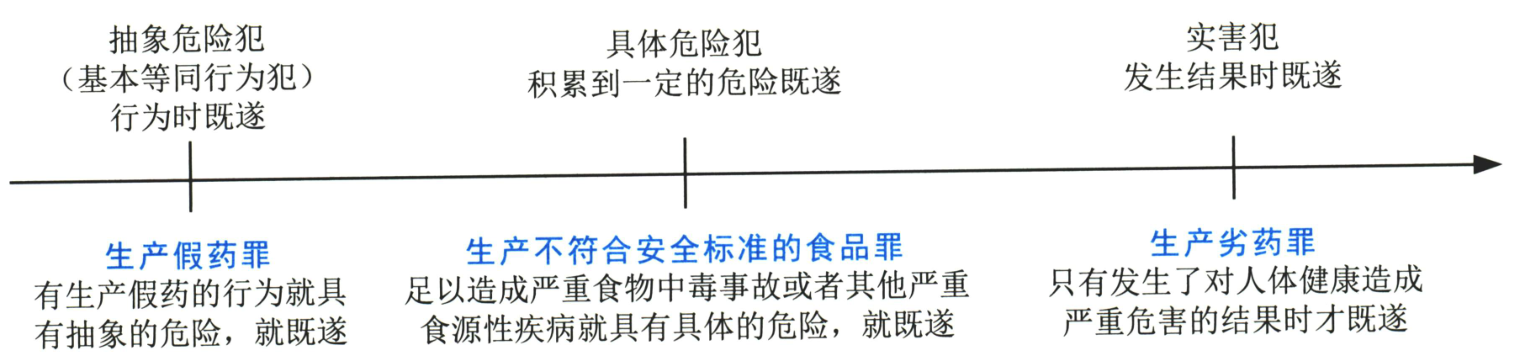 抽象危险犯
（基本等同行为犯）
行为时既遂
具体危险犯
积累到一定的危险既遂
实害犯
发生结果时既遂
生产假药罪
有生产假药的行为就具
有抽象的危险，就既遂
生产不符合安全标准的食品罪
足以造成严重食物中毒事故或者其他严重
食源性疾病就具有具体的危险，就既遂
生产劣药罪
只有发生了对人体健康造成
严重危害的结果时才既遂